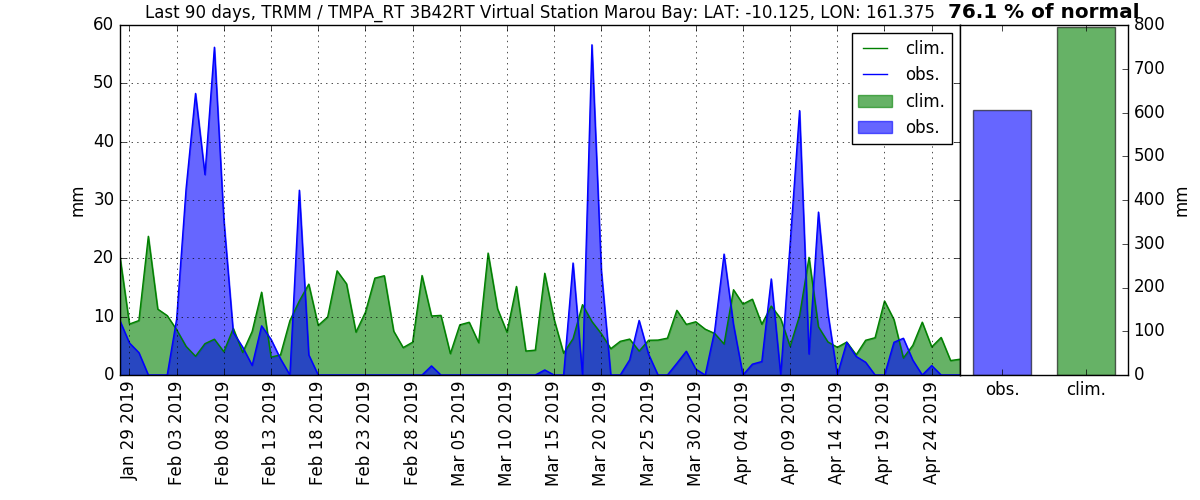 Last 90 days, TRMM / TMPA_RT 3B42RT Virtual Station Marou Bay: LAT: -10.125, LON: 161.375
76.1 % of normal
60
50
40
30
20
10
0
mm
clim.
obs.
clim.
obs.
800
700
600
500
400
300
200
100
0
mm
Jan 29 2019
Feb 03 2019
Feb 08 2019
Feb 13 2019
Feb 18 2019
Feb 23 2019
Feb 28 2019
Mar 05 2019
Mar 10 2019
Mar 15 2019
Mar 20 2019
Mar 25 2019
Mar 30 2019
Apr 04 2019
Apr 09 2019
Apr 14 2019
Apr 19 2019
Apr 24 2019
obs.
clim.